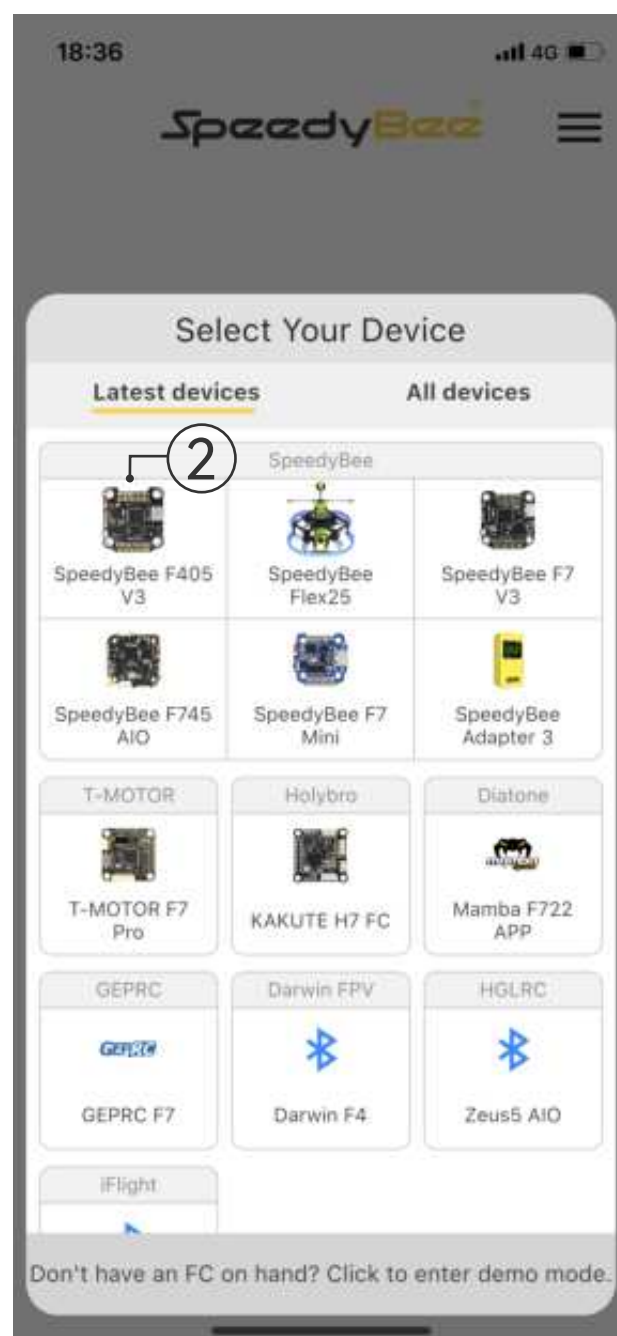 18:36
4G
SpeedyBee
Select Your Device
Latest devices
All devices
2
SpeedyBee
SpeedyBee F405
V3
SpeedyBee
Flex25
SpeedyBee F7
V3
SpeedyBee F745
AIO
SpeedyBee F7
Mini
SpeedyBee
Adapter 3
T-MOTOR
Holybro
Diatone
T-MOTOR F7
Pro
KAKUTE H7 FC
Mamba F722
APP
GEPRC
Darwin FPV
HGLRC
GEPRC
GEPRC F7
Darwin F4
Zeus5 AIO
iFlight
Don't have an FC on hand? Click to enter demo mode.